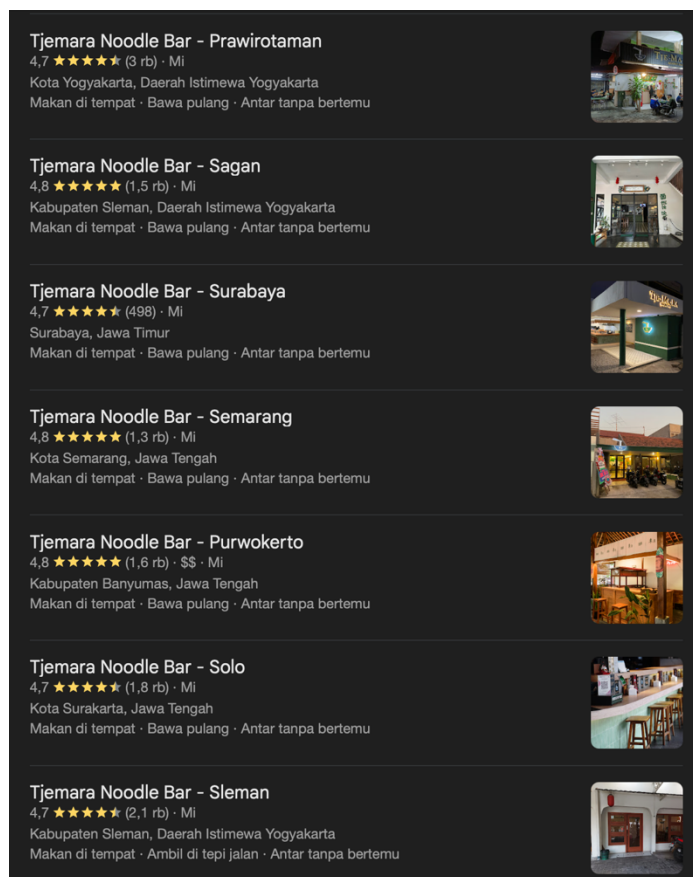 Tjemara Noodle Bar - Prawirotaman
4,7 ★★★★★ (3 rb) · Mi
Kota Yogyakarta, Daerah Istimewa Yogyakarta
Makan di tempat · Bawa pulang · Antar tanpa bertemu
Tjemara Noodle Bar - Sagan
4,8 ★★★★★ (1,5 rb) · Mi
Kabupaten Sleman, Daerah Istimewa Yogyakarta
Makan di tempat · Bawa pulang · Antar tanpa bertemu
Tjemara Noodle Bar - Surabaya
4,7 ★★★★★ (498) · Mi
Surabaya, Jawa Timur
Makan di tempat · Bawa pulang · Antar tanpa bertemu
Tjemara Noodle Bar - Semarang
4,8 ★★★★★ (1,3 rb) · Mi
Kota Semarang, Jawa Tengah
Makan di tempat · Bawa pulang · Antar tanpa bertemu
Tjemara Noodle Bar - Purwokerto
4,8 ★★★★★ (1,6 rb) · $$ · Mi
Kabupaten Banyumas, Jawa Tengah
Makan di tempat · Bawa pulang · Antar tanpa bertemu
Tjemara Noodle Bar - Solo
4,7 ★★★★★ (1,8 rb) · Mi
Kota Surakarta, Jawa Tengah
Makan di tempat · Bawa pulang · Antar tanpa bertemu
Tjemara Noodle Bar - Sleman
4,7 ★★★★★ (2,1 rb) · Mi
Kabupaten Sleman, Daerah Istimewa Yogyakarta
Makan di tempat · Ambil di tepi jalan · Antar tanpa bertemu